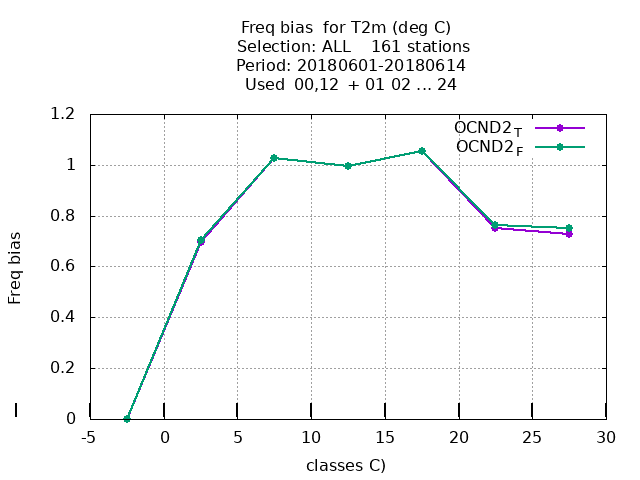 Freq bias for T2m (deg C)
Selection: ALL 161 stations
Period: 20180601-20180614
Used 00,12 + 01 02 ... 24
OCND2T
OCND2F
1.2
1
0.8
0.6
0.4
0.2
0
Freq bias
-5 0 5 10 15 20 25 30
classes C)